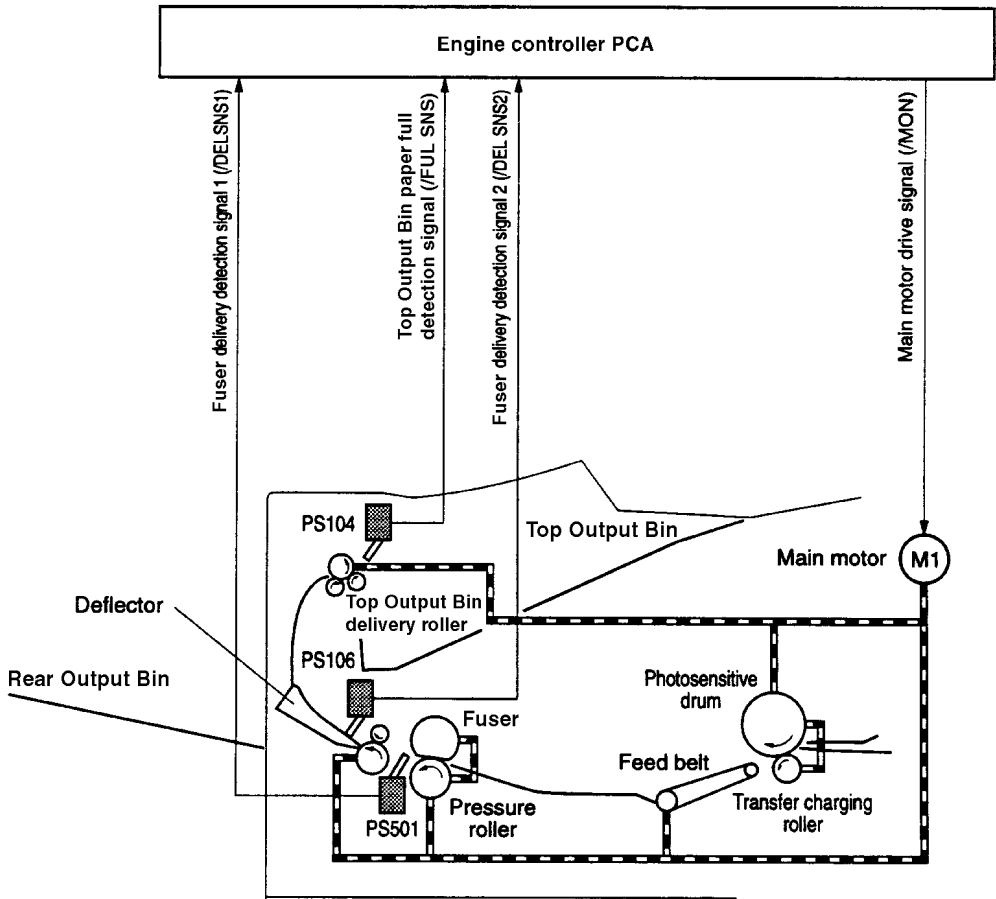 Engine controller PCA
Fuser delivery detection signal 1 (/DELSNS1)
Top Output Bin paper full
detection signal (/FUL SNS)
Fuser delivery detection signal 2 (/DEL SNS2)
Main motor drive signal (/MON)
PS104
Top Output Bin
Main motor
M1
Deflector
Top Output Bin
delivery roller
PS106
Rear Output Bin
Photosensitive
drum
Fuser
Feed belt
PS501
Pressure
roller
Transfer charging
roller